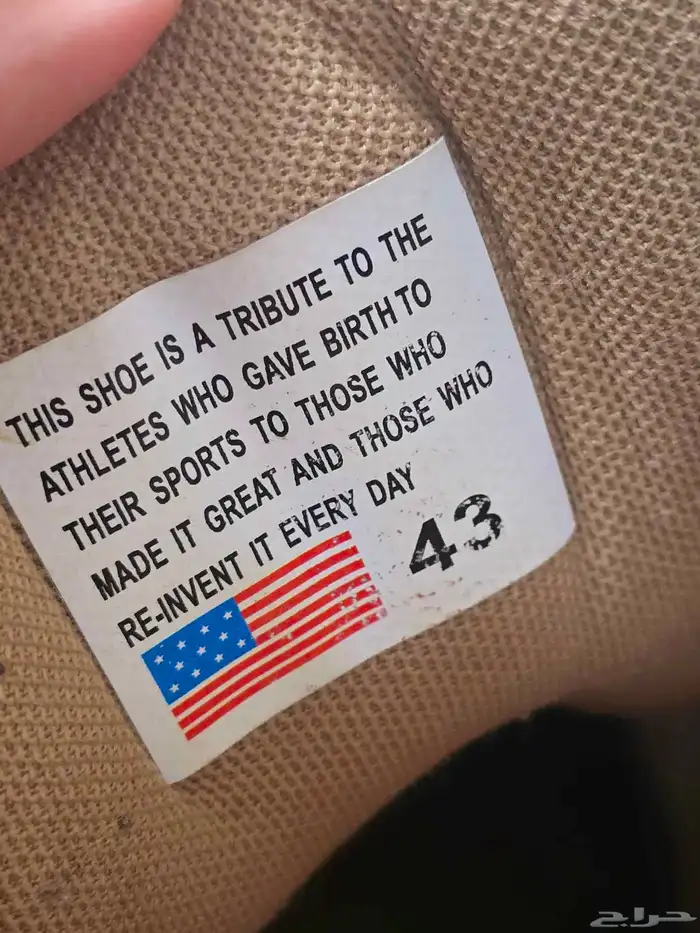 THIS SHOE IS A TRIBUTE TO THE
ATHLETES WHO GAVE BIRTH TO
THEIR SPORTS TO THOSE WHO
MADE IT GREAT AND THOSE WHO
RE-INVENT IT EVERY DAY
43
حراج